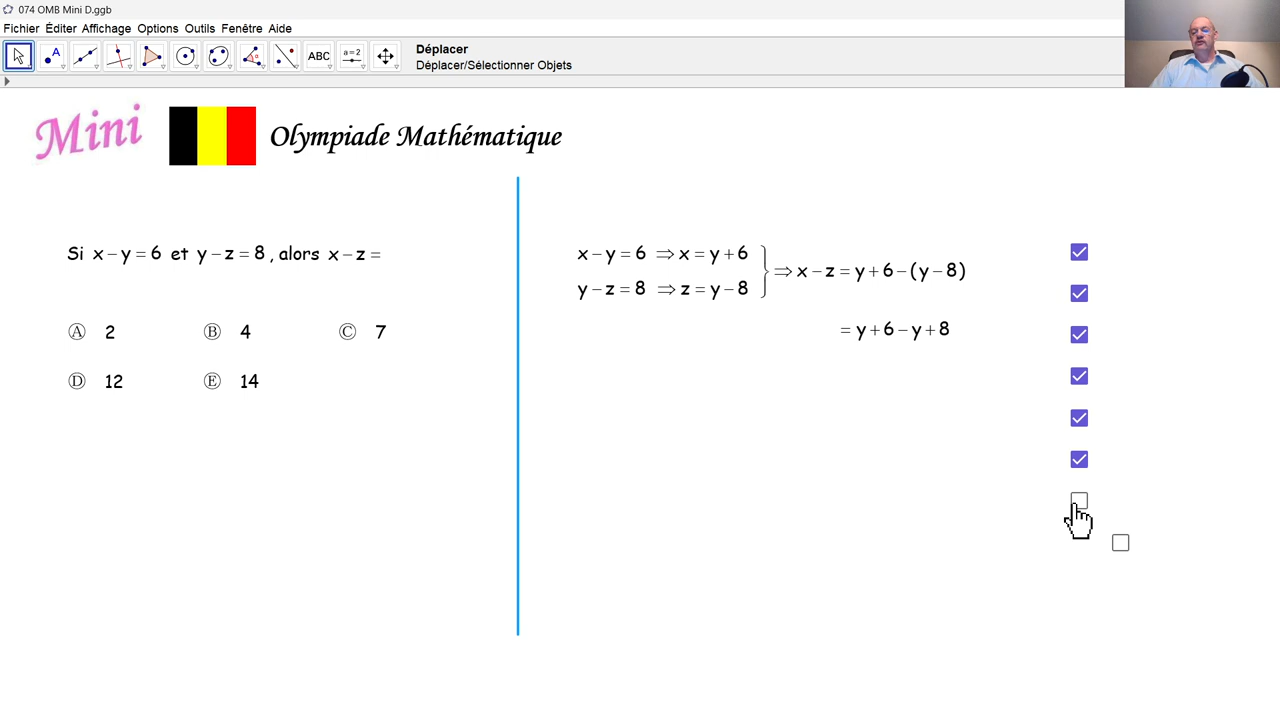 074 OMB Mini D.ggb
Fichier Éditer Affichage Options Outils Fenêtre Aide
A ABC a=2 Déplacer
Déplacer/Sélectionner Objets
Mini Olympiade Mathématique
Si x – y = 6 et y – z = 8 , alors x – z =
Ⓐ 2 Ⓑ 4 Ⓒ 7
Ⓓ 12 Ⓔ 14
x – y = 6 ⇒ x = y + 6
y – z = 8 ⇒ z = y – 8
⇒ x – z = y + 6 – ( y – 8 )
= y + 6 – y + 8